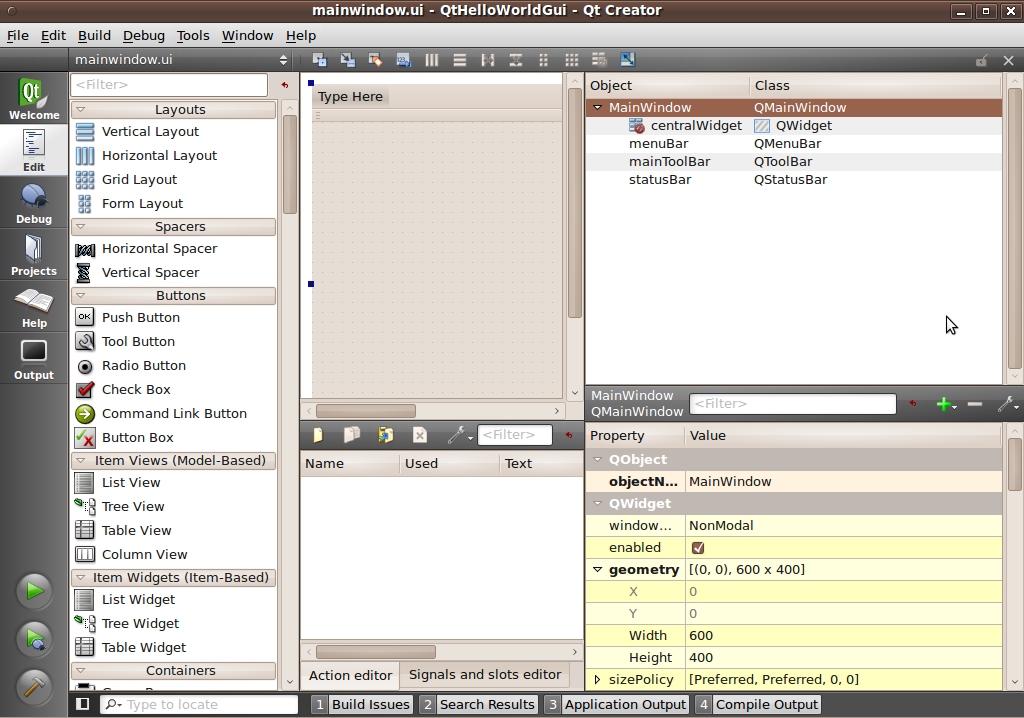 mainwindow.ui - QtHelloWorldGui - Qt Creator
File Edit Build Debug Tools Window Help
mainwindow.ui
Qt
Welcome
Edit
Debug
Projects
Help
Output
<Filter>
Layouts
Vertical Layout
Horizontal Layout
Grid Layout
Form Layout
Spacers
Horizontal Spacer
Vertical Spacer
Buttons
OK Push Button
Tool Button
Radio Button
Check Box
Command Link Button
Button Box
Item Views (Model-Based)
List View
Tree View
Table View
Column View
Item Widgets (Item-Based)
List Widget
Tree Widget
Table Widget
Containers
Type Here
<Filter>
Name Used Text
Action editor Signals and slots editor
Object Class
MainWindow QMainWindow
centralWidget QWidget
menuBar QMenuBar
mainToolBar QToolBar
statusBar QStatusBar
MainWindow
QMainWindow
<Filter>
Property Value
QObject
objectN... MainWindow
QWidget
window... NonModal
enabled
geometry [(0, 0), 600 x 400]
X 0
Y 0
Width 600
Height 400
sizePolicy [Preferred, Preferred, 0, 0]
Type to locate
1 Build Issues 2 Search Results 3 Application Output 4 Compile Output